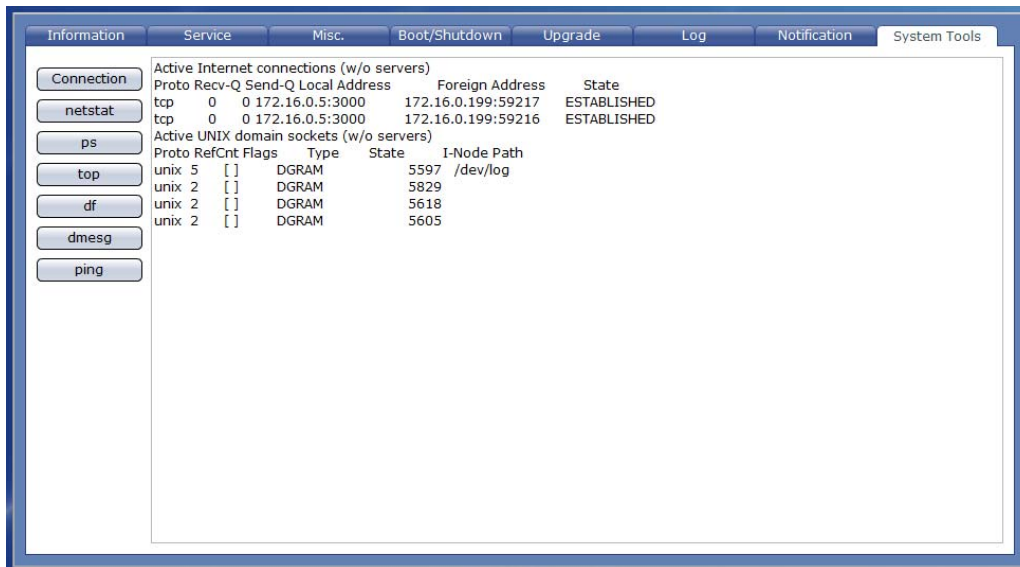 Information Service Misc. Boot/Shutdown Upgrade Log Notification System Tools
Connection
netstat
ps
top
df
dmesg
ping
Active Internet connections (w/o servers)
Proto Recv-Q Send-Q Local Address Foreign Address State
tcp 0 0 172.16.0.5:3000 172.16.0.199:59217 ESTABLISHED
tcp 0 0 172.16.0.5:3000 172.16.0.199:59216 ESTABLISHED
Active UNIX domain sockets (w/o servers)
Proto RefCnt Flags Type State I-Node Path
unix 5 [ ] DGRAM 5597 /dev/log
unix 2 [ ] DGRAM 5829
unix 2 [ ] DGRAM 5618
unix 2 [ ] DGRAM 5605